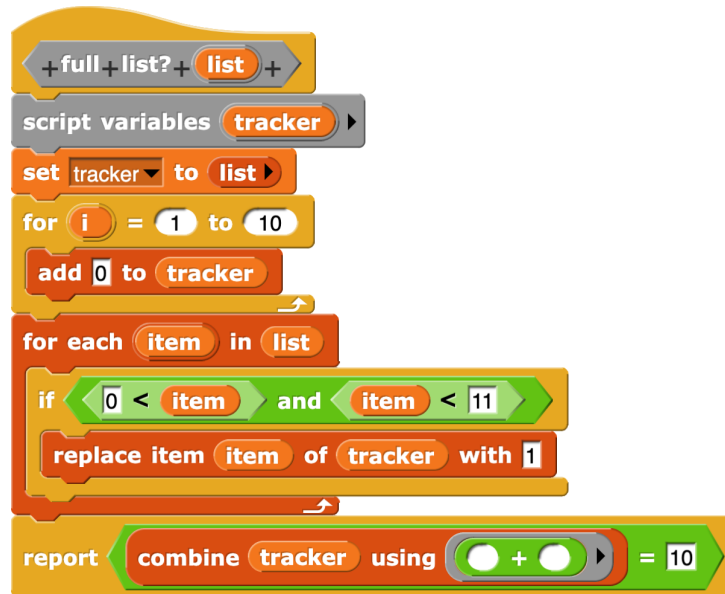 +full+list?+ list +
script variables tracker
set tracker to list
for i = 1 to 10
add 0 to tracker
for each item in list
if 0 < item and item < 11
replace item item of tracker with 1
report combine tracker using + = 10